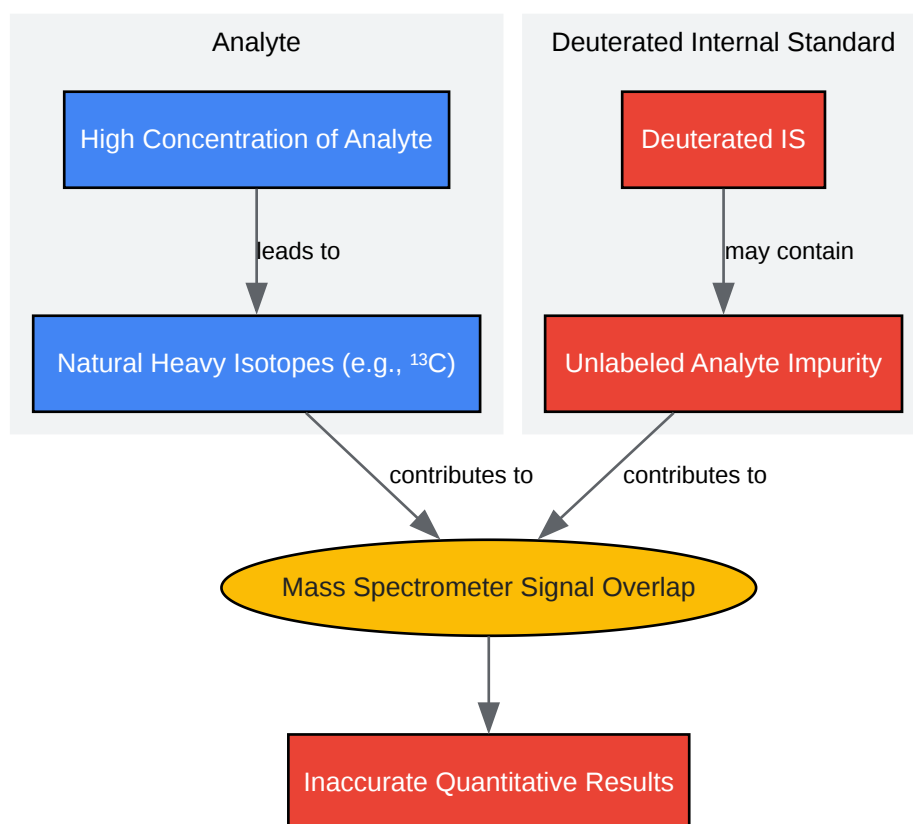 Analyte
Deuterated Internal Standard
High Concentration of Analyte
Deuterated IS
leads to
may contain
Natural Heavy Isotopes (e.g., ¹³C)
Unlabeled Analyte Impurity
contributes to
contributes to
Mass Spectrometer Signal Overlap
Inaccurate Quantitative Results